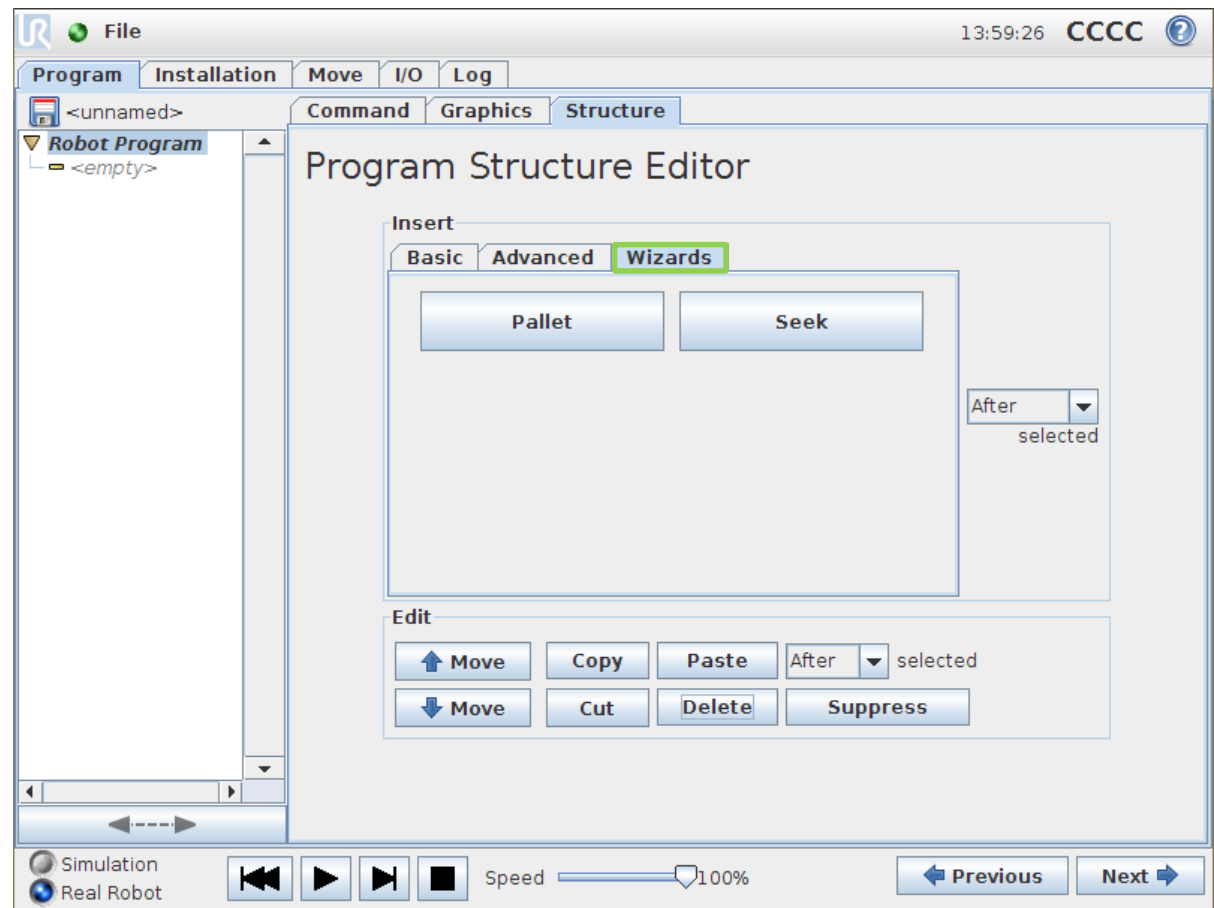 UR File 13:59:26 CCCC ?
Program Installation Move I/O Log
<unnamed> Command Graphics Structure
Robot Program
<empty>
Program Structure Editor
Insert
Basic Advanced Wizards
Pallet Seek
After
selected
Edit
Move Copy Paste After selected
Move Cut Delete Suppress
Simulation
Real Robot
Speed 100%
Previous Next